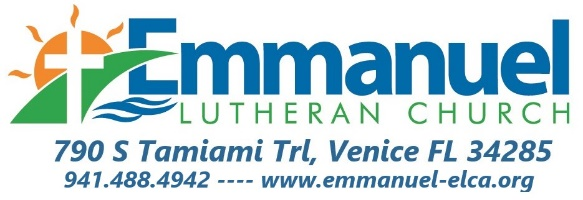 Emmanuel
LUTHERAN CHURCH
790 S Tamiami Trl, Venice FL 34285
941.488.4942 ---- www.emmanuel-elca.org